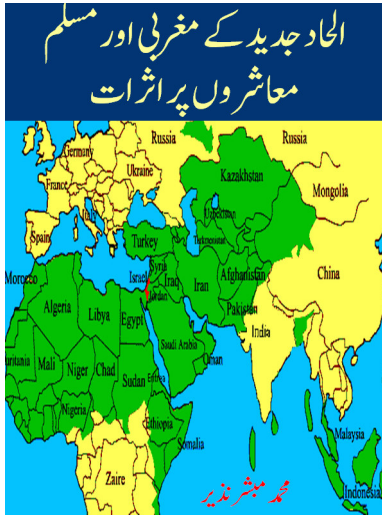 الحاد جدید کے مغربی اور مسلم
معاشروں پر اثرات
Russia
Russia
Germany
Ukraine
Kazakhstan
France
Mongolia
Italy
Uzbekistan
Spain
Turkey
Turkmenistan
China
Syria
Israel
Iraq
Iran
Afghanistan
Morocco
Jordan
Pakistan
Algeria
Libya
Egypt
India
Saudi Arabia
Oman
Mali
Niger
Chad
Sudan
Eritrea
Nigeria
Ethiopia
Somalia
Malaysia
Zaire
Indonesia
محمد مبشر نذیر